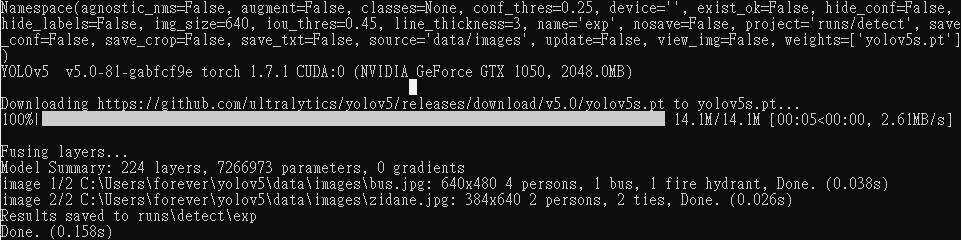 Namespace(agnostic_nms=False, augment=False, classes=None, conf_thres=0.25, device='', exist_ok=False, hide_conf=False,
hide_labels=False, img_size=640, iou_thres=0.45, line_thickness=3, name='exp', nosave=False, project='runs/detect', save
_conf=False, save_crop=False, save_txt=False, source='data/images', update=False, view_img=False, weights=['yolov5s.pt']
)
YOLOv5  v5.0-81-gabfcf9e torch 1.7.1 CUDA:0 (NVIDIA GeForce GTX 1050, 2048.0MB)
Downloading https://github.com/ultralytics/yolov5/releases/download/v5.0/yolov5s.pt to yolov5s.pt...
100%| 14.1M/14.1M [00:05<00:00, 2.61MB/s]
Fusing layers...
Model Summary: 224 layers, 7266973 parameters, 0 gradients
image 1/2 C:\Users\forever\yolov5\data\images\bus.jpg: 640x480 4 persons, 1 bus, 1 fire hydrant, Done. (0.038s)
image 2/2 C:\Users\forever\yolov5\data\images\zidane.jpg: 384x640 2 persons, 2 ties, Done. (0.026s)
Results saved to runs\detect\exp
Done. (0.158s)